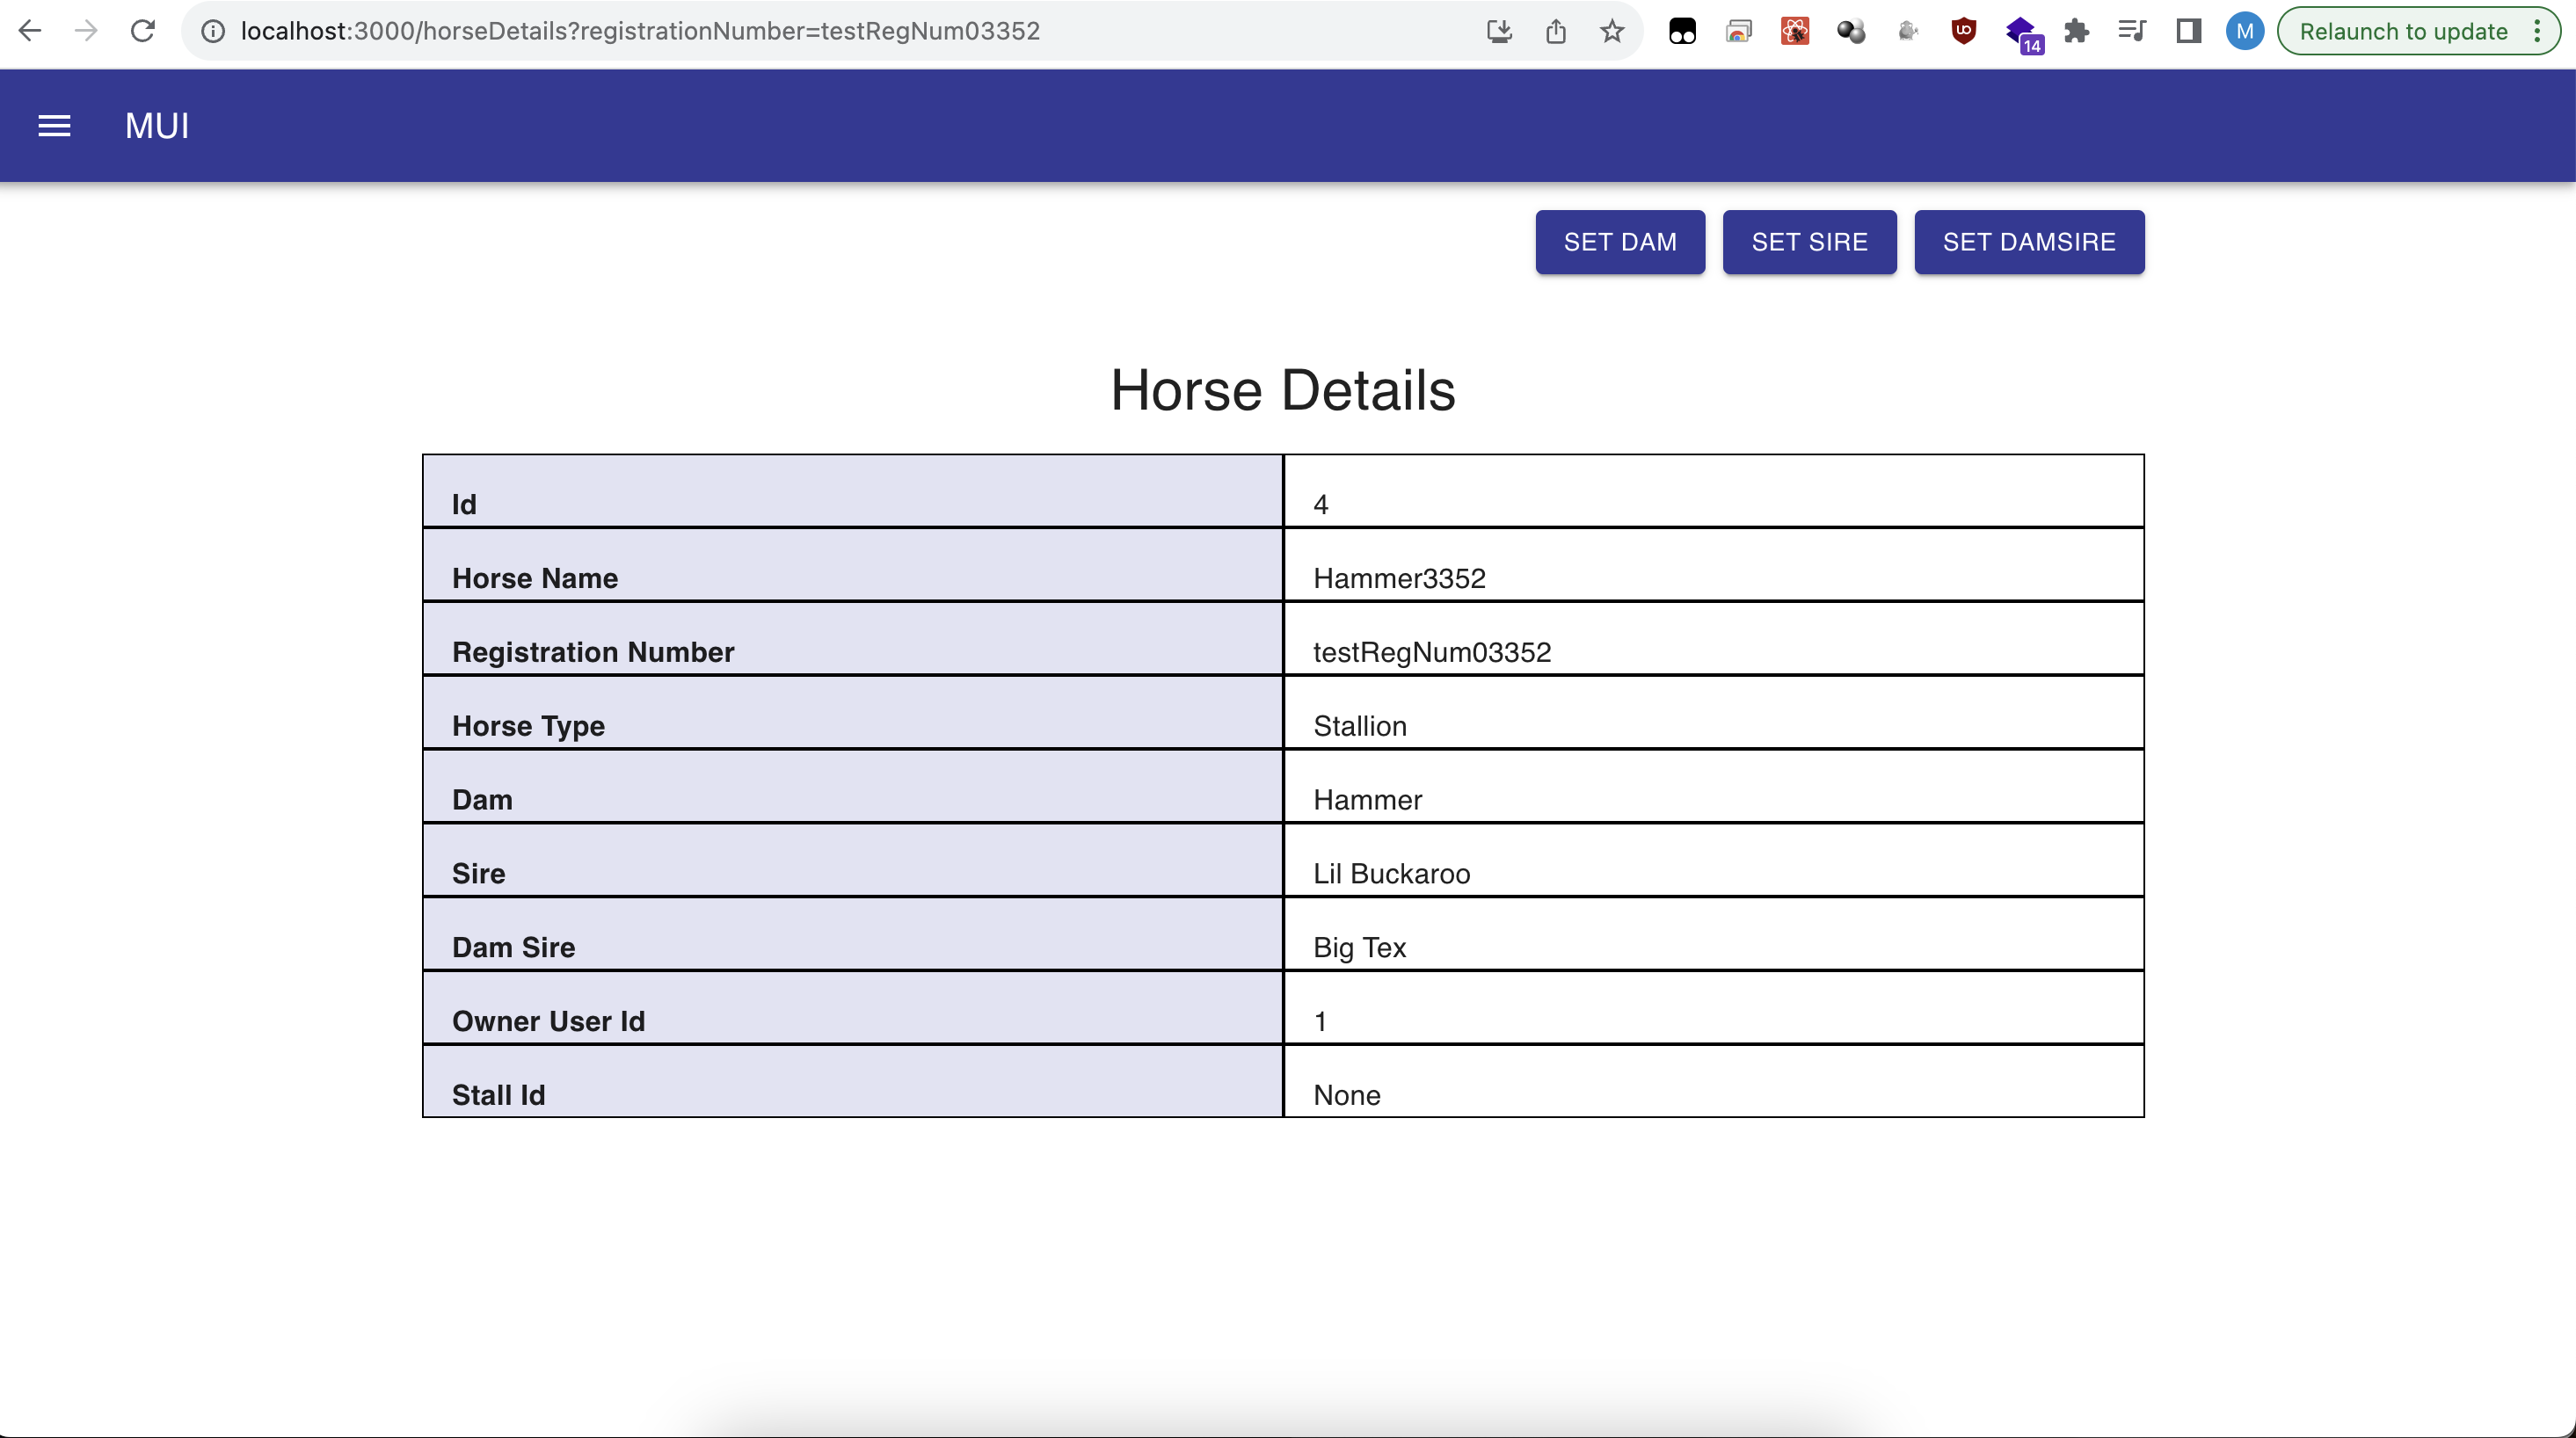 localhost:3000/horseDetails?registrationNumber=testRegNum03352
UO
14
M
Relaunch to update
MUI
SET DAM SET SIRE SET DAMSIRE
Horse Details
Id 4
Horse Name Hammer3352
Registration Number testRegNum03352
Horse Type Stallion
Dam Hammer
Sire Lil Buckaroo
Dam Sire Big Tex
Owner User Id 1
Stall Id None